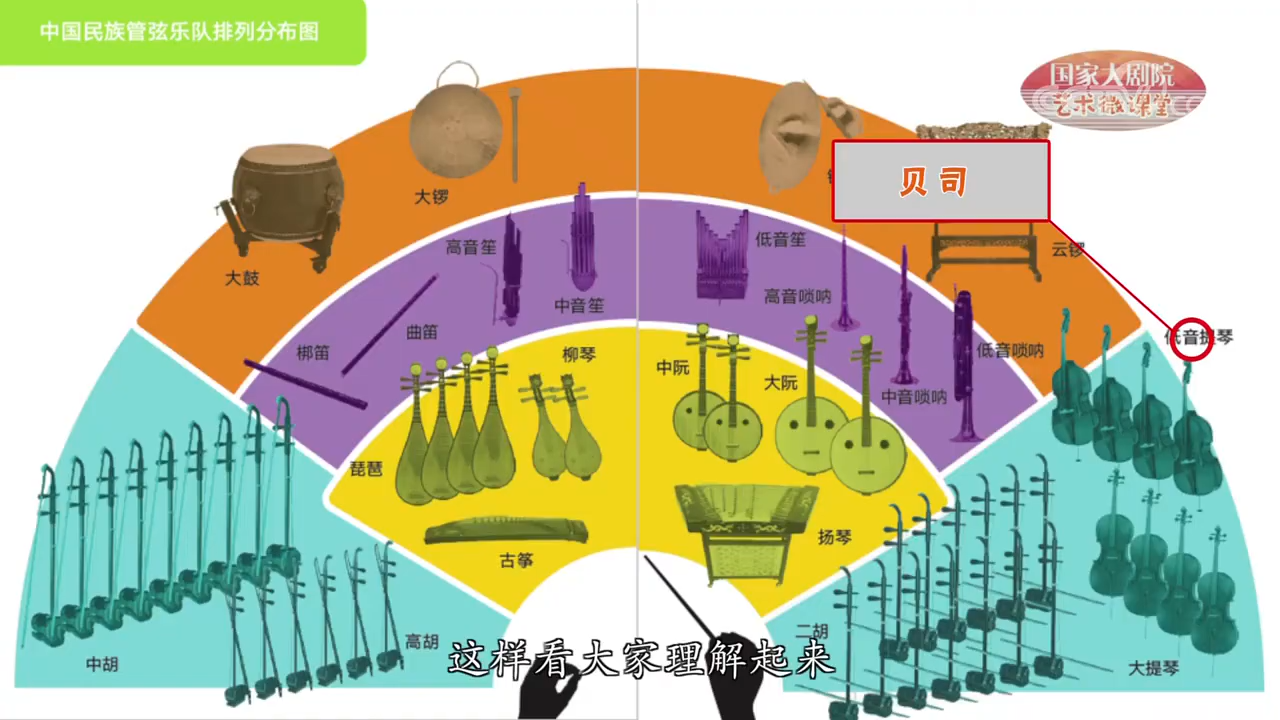 中国民族管弦乐队排列分布图
国家大剧院
艺术微课堂
贝司
大锣
大鼓
云锣
高音笙
中音笙
低音笙
高音唢呐
梆笛
曲笛
低音唢呐
中音唢呐
低音提琴
柳琴
中阮
大阮
琵琶
古筝
扬琴
高胡
中胡
二胡
大提琴
这样看大家理解起来